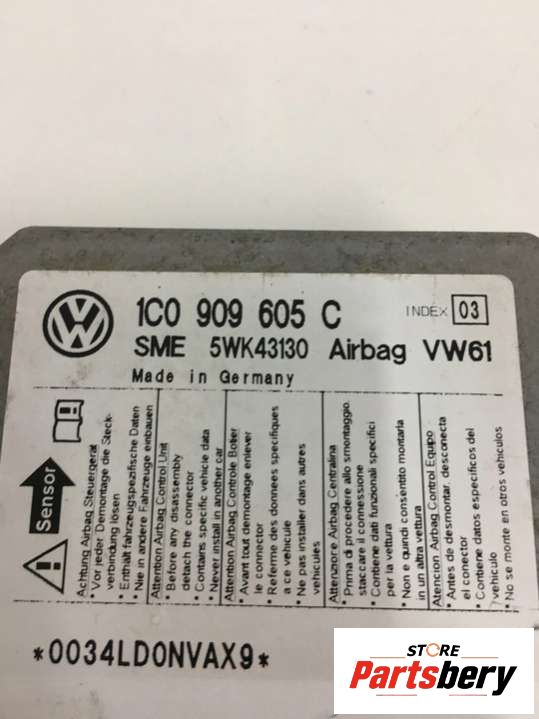 1C0 909 605 C INDEX 03
SME 5WK43130 Airbag VW61
Made in Germany
Sensor
Achtung Airbag Steuergerät
• Vor jeder Demontage die Steck-
verbindung lösen
• Enthält fahrzeugspezifische Daten
• Nie in andere Fahrzeuge einbauen
Attention Airbag Control Unit
• Before any disassembly
detach the connector
• Contains specific vehicle data
• Never install in another car
Attention Airbag Controle Boitier
• Avant tout demontage enlever
le connector
• Referme des donnees specifiques
a ce vehicule
• Ne pas installer dans autres
vehicules
Attenzione Airbag Centralina
• Prima di procedere allo smontaggio,
staccare il connessione
• Contiene dati funzionali specifici
per la vettura
• Non e quindi consentito montarla
in un altra vettura
Atencion Airbag Control Equipo
• Antes de desmontar, desconecta
el conector
• Contiene datos especificos del
vehiculo
• No se monte en otros vehiculos
*0034LD0NVAX9*
STORE
Partsbery